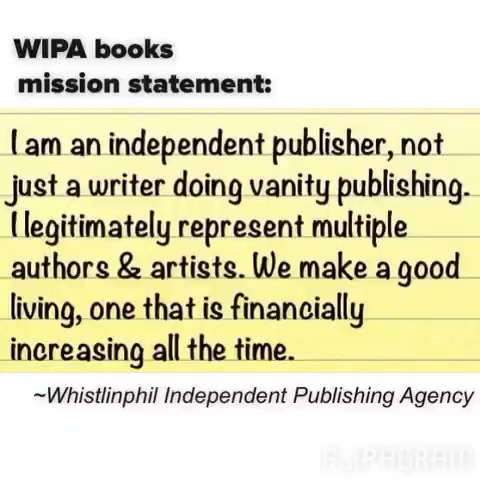 WIPA books
mission statement:
I am an independent publisher, not
just a writer doing vanity publishing.
I legitimately represent multiple
authors & artists. We make a good
living, one that is financially
increasing all the time.
~Whistlinphil Independent Publishing Agency
FLIPAGRAM